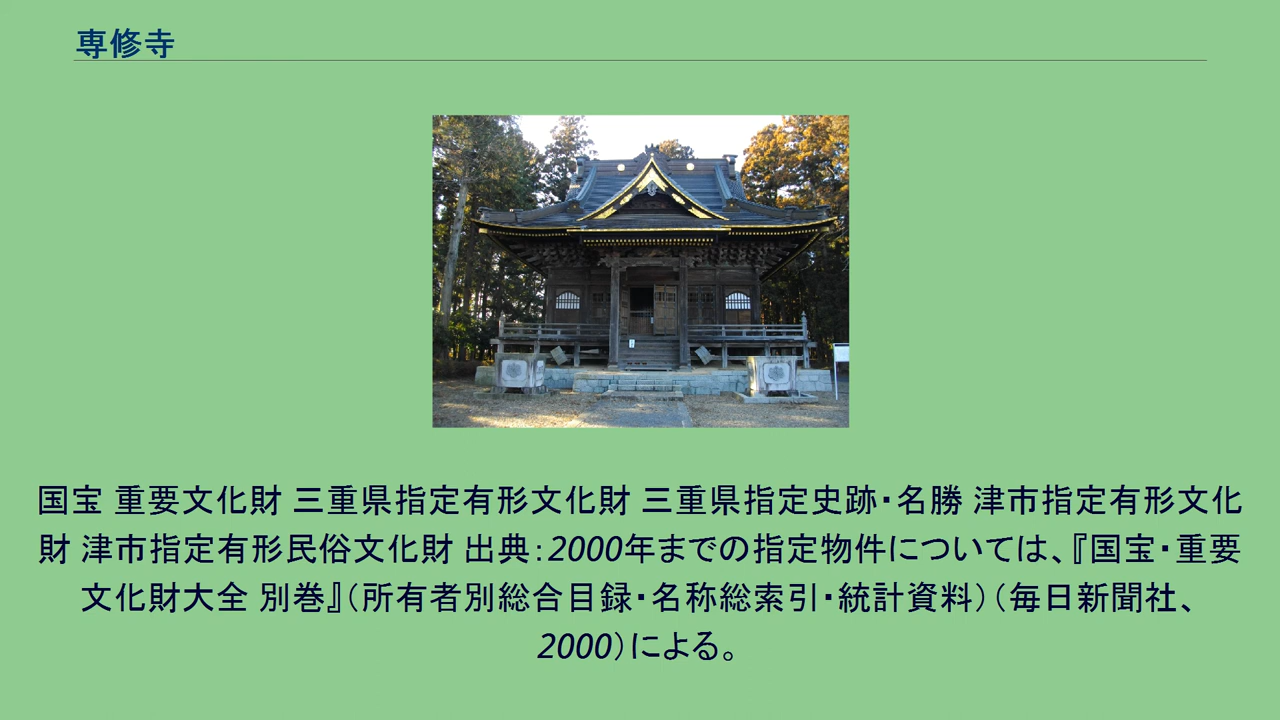 専修寺
国宝 重要文化財 三重県指定有形文化財 三重県指定史跡・名勝 津市指定有形文化
財 津市指定有形民俗文化財 出典：2000年までの指定物件については、『国宝・重要
文化財大全 別巻』（所有者別総合目録・名称総索引・統計資料）（毎日新聞社、
2000）による。